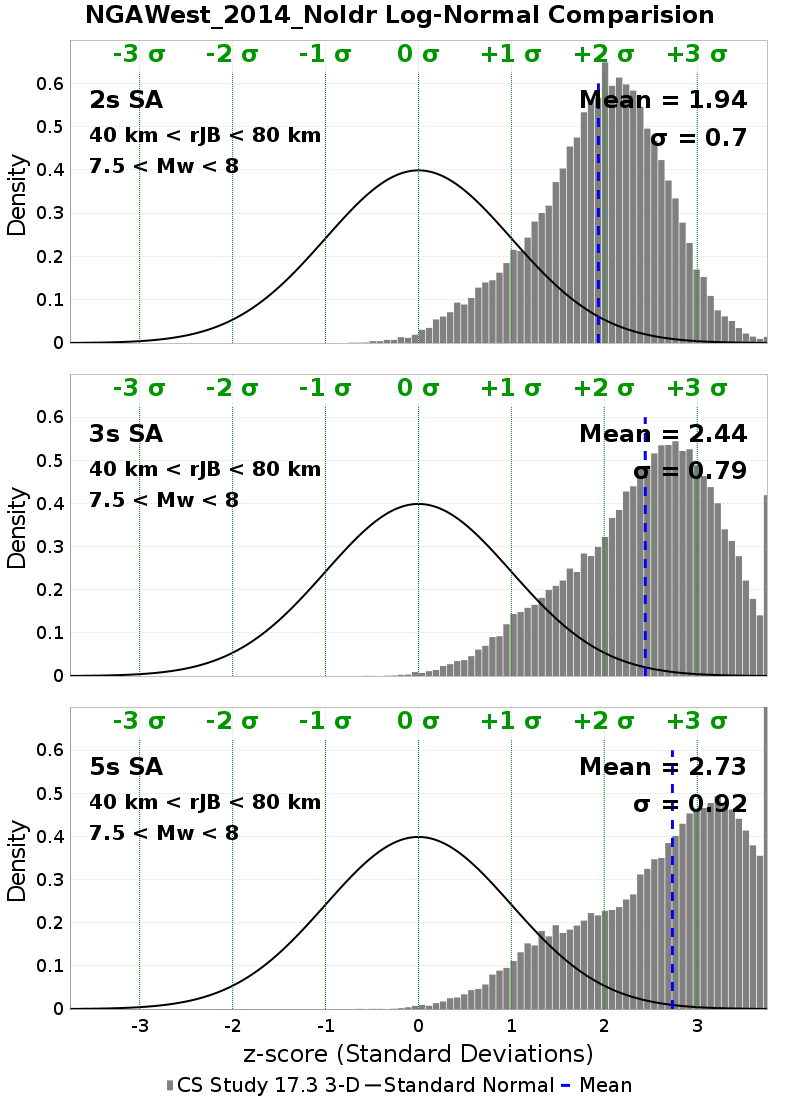 NGAWest_2014_NoIdr Log-Normal Comparision
-3 σ -2 σ -1 σ 0 σ +1 σ +2 σ +3 σ
0.6
2s SA Mean = 1.94
0.5
40 km < rJB < 80 km σ = 0.7
7.5 < Mw < 8
0.4
Density
0.3
0.2
0.1
0
-3 σ -2 σ -1 σ 0 σ +1 σ +2 σ +3 σ
0.6
3s SA Mean = 2.44
0.5
40 km < rJB < 80 km σ = 0.79
7.5 < Mw < 8
0.4
Density
0.3
0.2
0.1
0
-3 σ -2 σ -1 σ 0 σ +1 σ +2 σ +3 σ
0.6
5s SA Mean = 2.73
0.5
40 km < rJB < 80 km σ = 0.92
7.5 < Mw < 8
0.4
Density
0.3
0.2
0.1
0
-3 -2 -1 0 1 2 3
z-score (Standard Deviations)
CS Study 17.3 3-D Standard Normal Mean